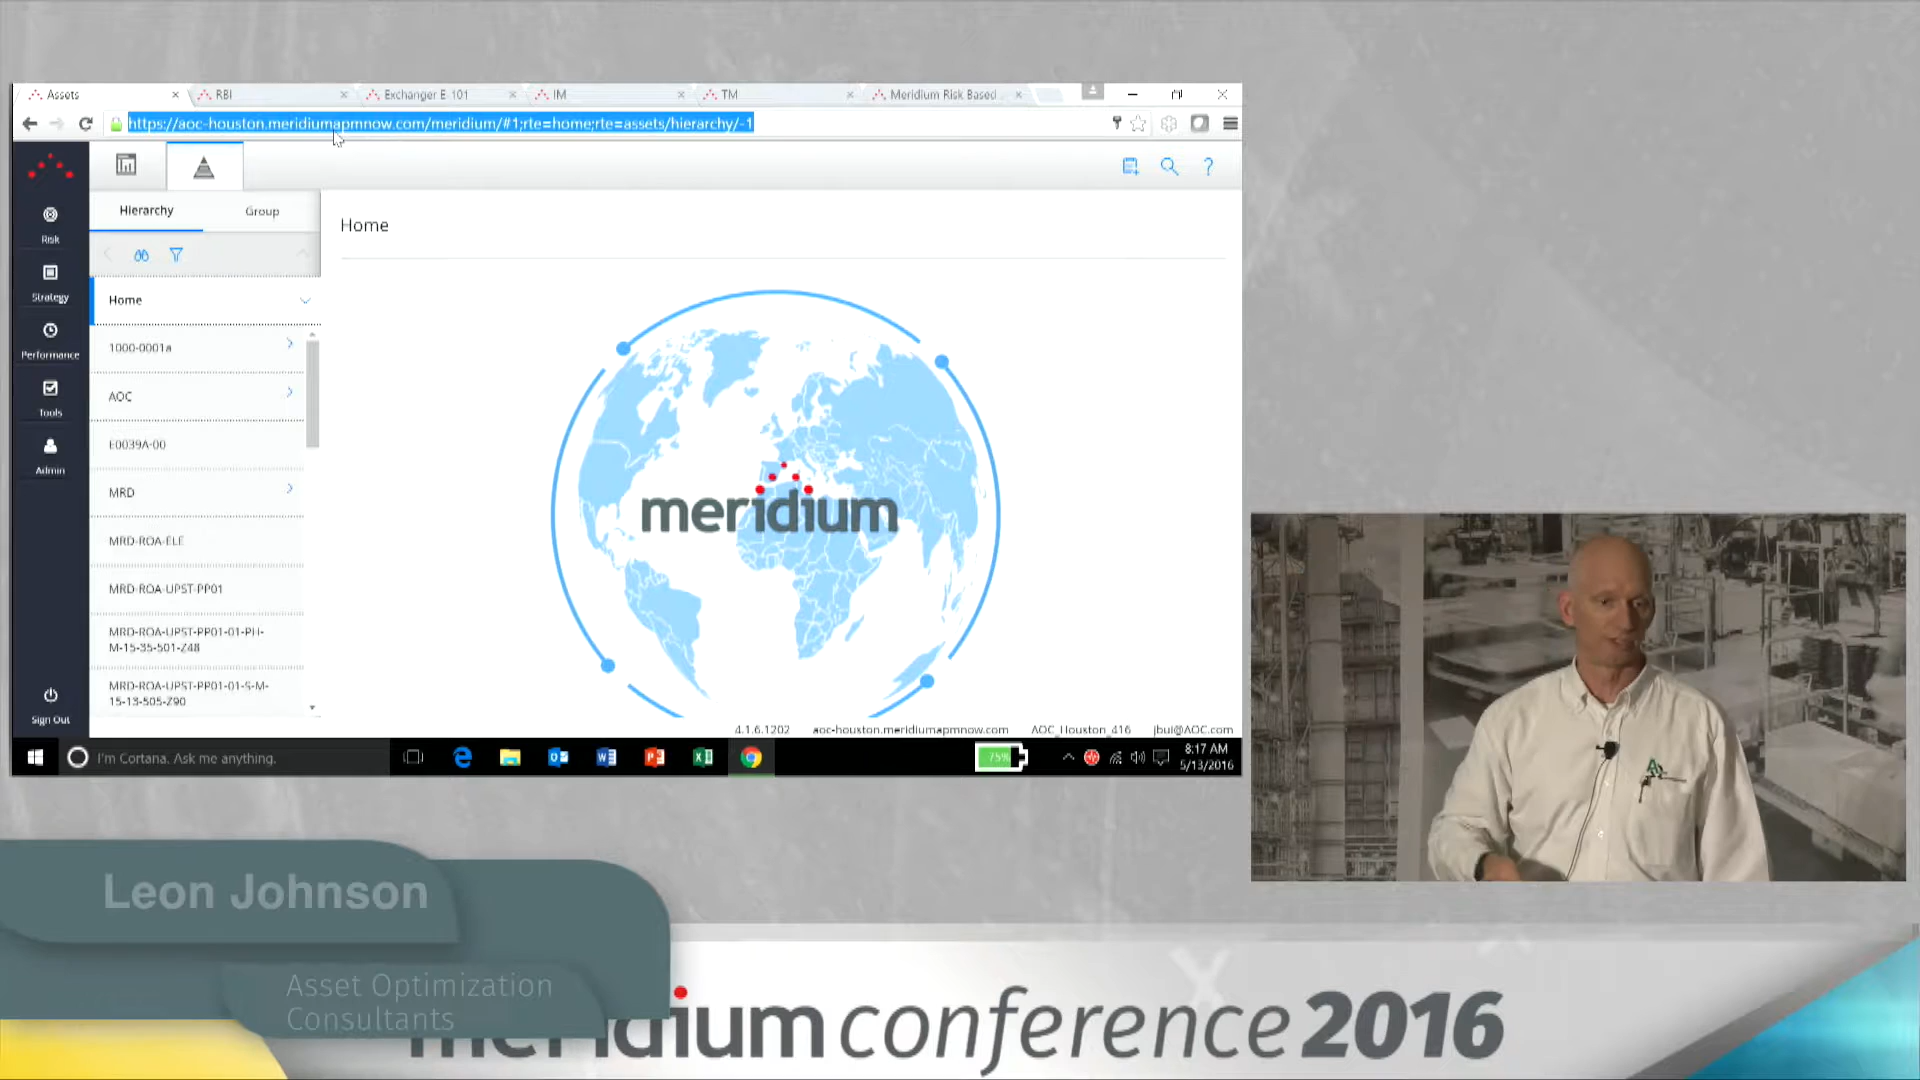 Assets
RBI
Exchanger E 101
IM
TM
Meridium Risk Based
https://aoc-houston.meridiumapmnow.com/meridium/#1;rte=home;rte=assets/hierarchy/-1
Hierarchy
Group
Home
Risk
Strategy
Performance
Tools
Admin
Sign Out
Home
1000-0001a
AOC
E0039A-00
MRD
MRD-ROA-ELE
MRD-ROA-UPST-PP01
MRD-ROA-UPST-PP01-01-PH-
M-15-35-501-Z48
MRD-ROA-UPST-PP01-01-S-M-
15-13-505-Z90
meridium
4.1.6.1202
aoc-houston.meridiumapmnow.com
AOC_Houston_416
jbui@AOC.com
I'm Cortana. Ask me anything.
75%
8:17 AM
5/13/2016
Leon Johnson
Asset Optimization
Consultants
meridium conference 2016